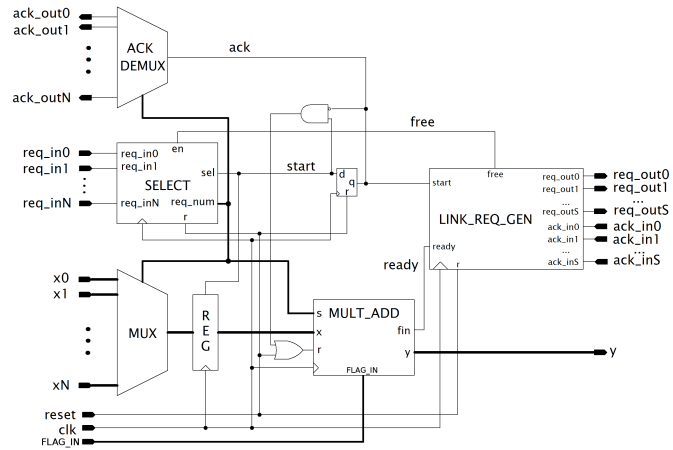 ack_out0
ack_out1
ack_outN
ACK
DEMUX
ack
free
req_in0
req_in1
req_inN
req_in0
req_in1
req_inN
en
SELECT
sel
req_num
r
start
d
q
r
start
free
LINK_REQ_GEN
ready
r
req_out0
req_out1
...
req_outS
ack_in0
ack_in1
...
ack_inS
req_out0
req_out1
...
req_outS
ack_in0
ack_in1
...
ack_inS
ready
x0
x1
xN
MUX
R
E
G
s
MULT_ADD
x
r
fin
y
FLAG_IN
y
reset
clk
FLAG_IN